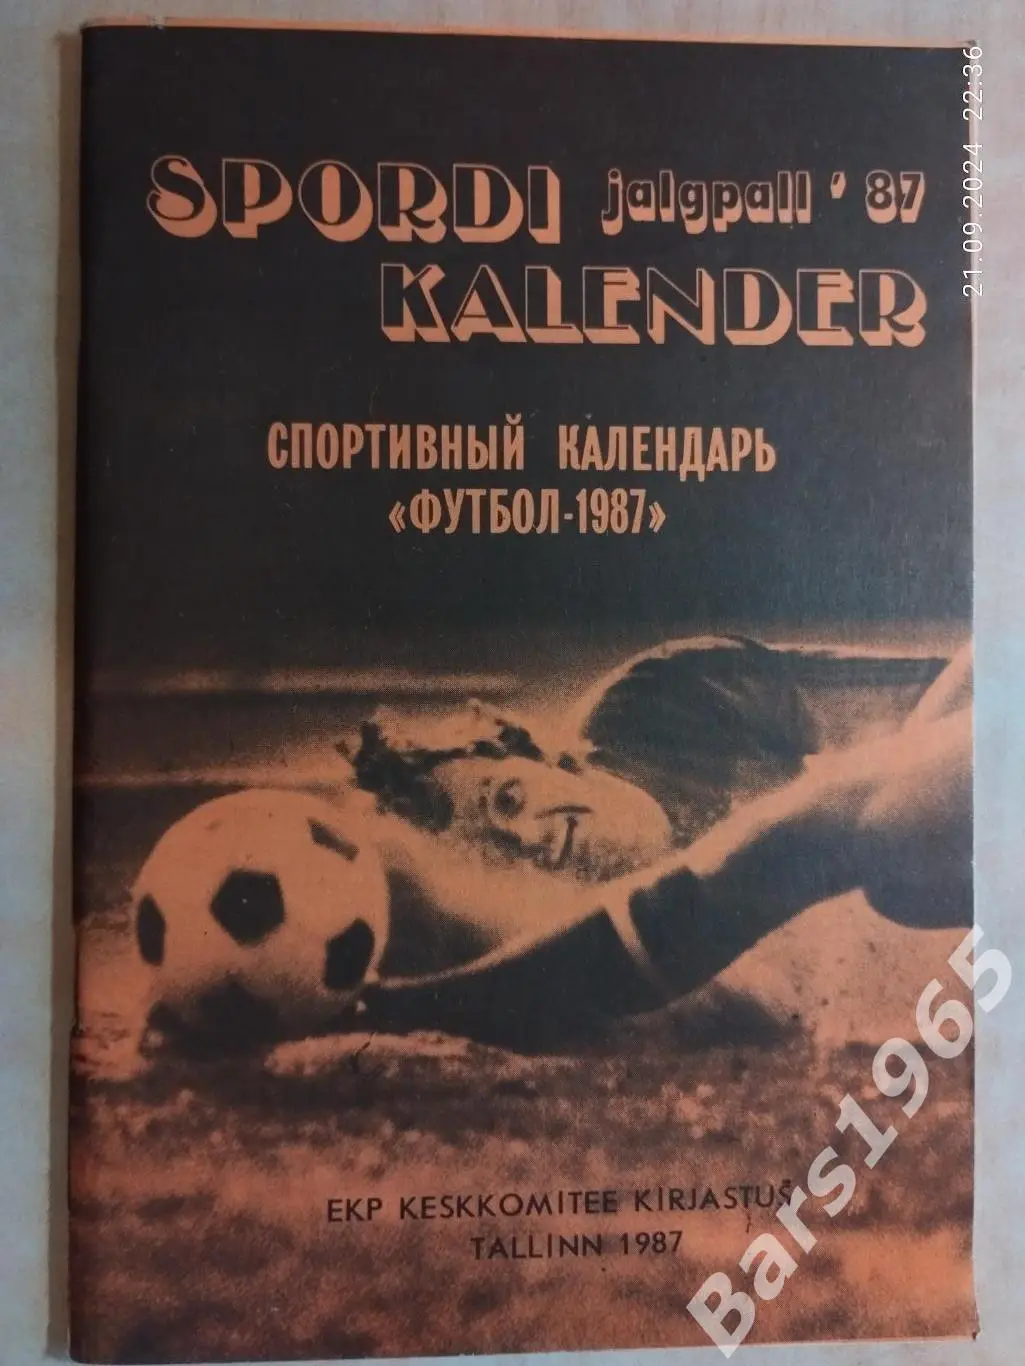 SPORDI jalgpall '87
KALENDER
СПОРТИВНЫЙ КАЛЕНДАРЬ
«ФУТБОЛ-1987»
EKP KESKKOMITEE KIRJASTUS
TALLINN 1987
21.09.2024 22:36
Bars1965